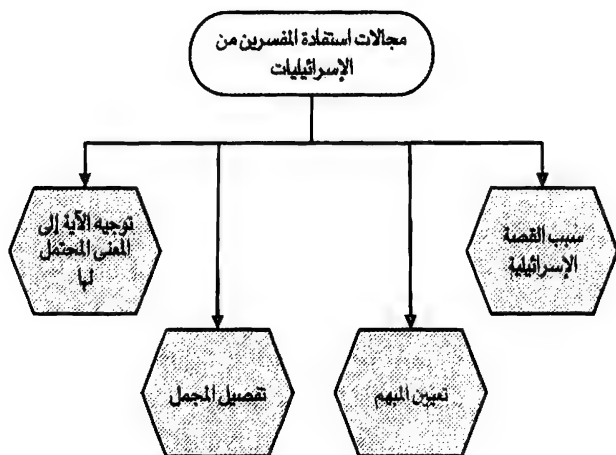 مجالات استفادة المفسرين من
الإسرائيليات
سبب القصة
الإسرائيلية
تعيين المبهم
تفصيل المجمل
توجيه الآية إلى
المعنى المحتمل
لها